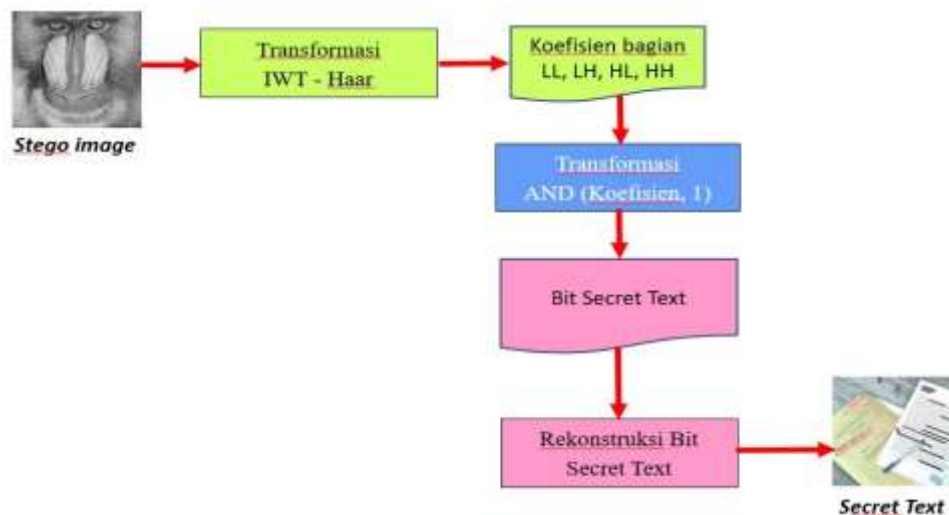 Transformasi
IWT - Haar
Koefisien bagian
LL, LH, HL, HH
Stego image
Transformasi
AND (Koefisien, 1)
Bit Secret Text
Rekonstruksi Bit
Secret Text
Secret Text